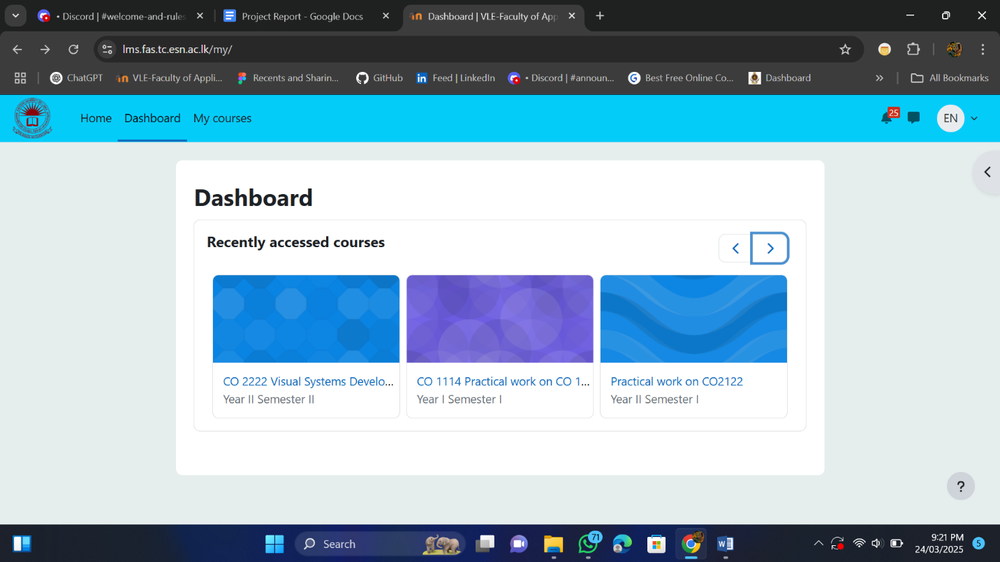 • Discord | #welcome-and-rules
Project Report - Google Docs
Dashboard | VLE-Faculty of App
lms.fas.tc.esn.ac.lk/my/
ChatGPT
VLE-Faculty of Appli...
Recents and Sharin...
GitHub
Feed | LinkedIn
• Discord | #announ...
Best Free Online Co...
Dashboard
»
All Bookmarks
Home
Dashboard
My courses
25
EN
Dashboard
Recently accessed courses
CO 2222 Visual Systems Develo...
Year II Semester II
CO 1114 Practical work on CO 1...
Year I Semester I
Practical work on CO2122
Year II Semester I
?
Search
71
9:21 PM
24/03/2025
5